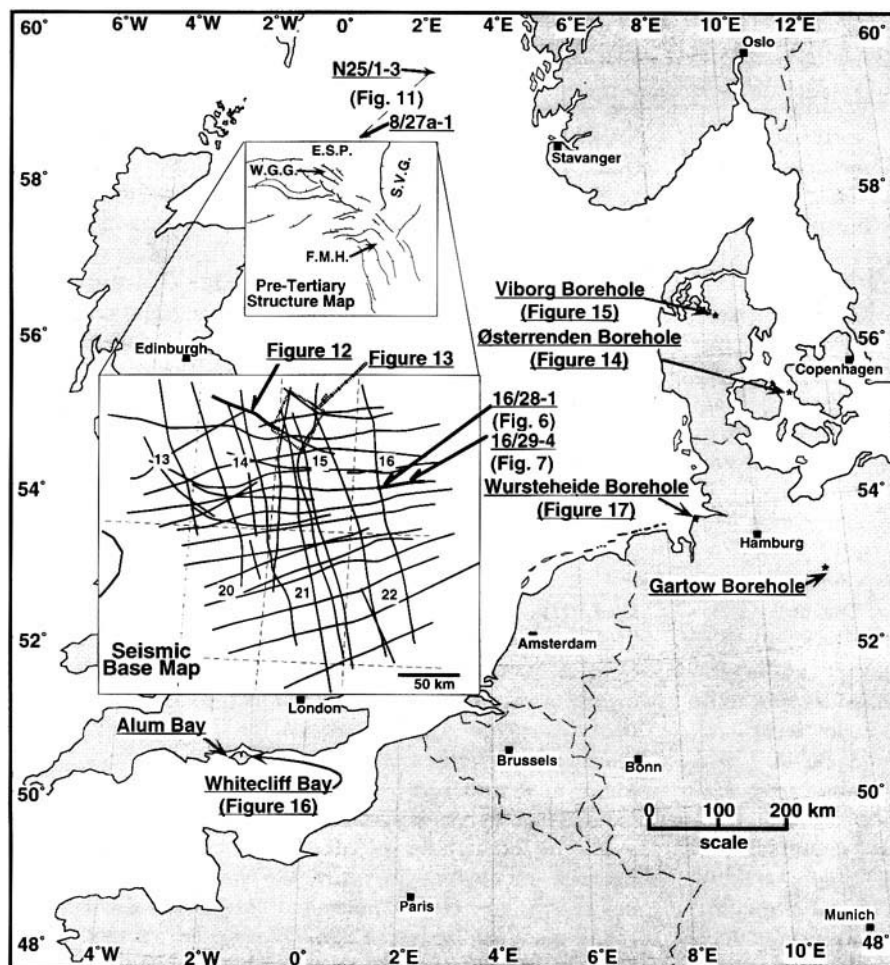 60° 6°W 4°W 2°W 0° 2°E 4°E 6°E 8°E 10°E 12°E 60°
Oslo
N25/1-3
(Fig. 11)
8/27a-1
Stavanger
E.S.P.
W.G.G.
S.V.G.
F.M.H.
Pre-Tertiary
Structure Map
58° 58°
Viborg Borehole
(Figure 15)
Østerrenden Borehole
(Figure 14)
Copenhagen
56° 56°
Edinburgh
Figure 12
Figure 13
16/28-1
(Fig. 6)
16/29-4
(Fig. 7)
13 14 15 16
20 21 22
Seismic
Base Map
50 km
54° 54°
Wursteheide Borehole
(Figure 17)
Hamburg
Gartow Borehole
52° 52°
Amsterdam
London
Alum Bay
Whitecliff Bay
(Figure 16)
Brussels
Bonn
50° 50°
0 100 200 km
scale
Paris
Munich
48° 48°
4°W 2°W 0° 2°E 4°E 6°E 8°E 10°E